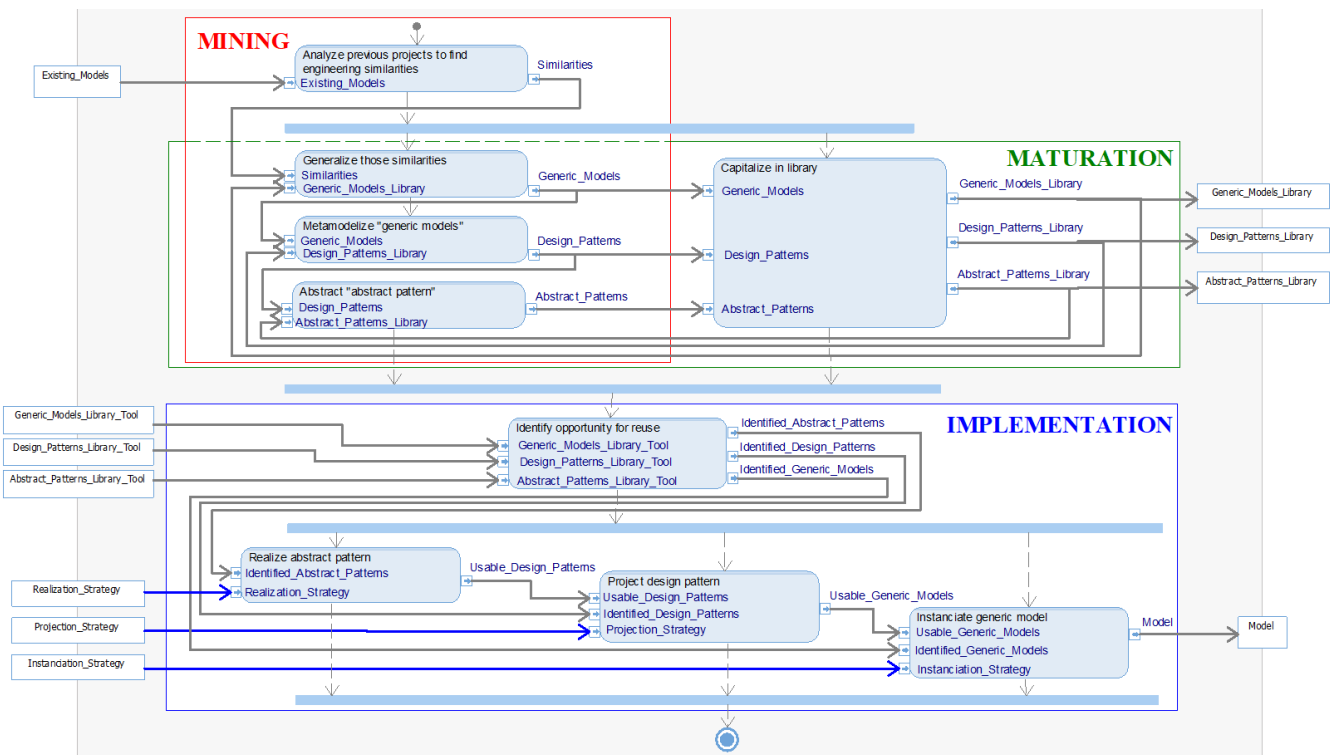 MINING
Analyze previous projects to find
engineering similarities
Existing_Models
Existing_Models
Similarities
MATURATION
Generalize those similarities
Similarities
Generic_Models_Library
Generic_Models
Capitalize in library
Generic_Models
Design_Patterns
Abstract_Patterns
Generic_Models_Library
Design_Patterns_Library
Abstract_Patterns_Library
Generic_Models_Library
Design_Patterns_Library
Abstract_Patterns_Library
Metamodelize "generic models"
Generic_Models
Design_Patterns_Library
Design_Patterns
Abstract "abstract pattern"
Design_Patterns
Abstract_Patterns_Library
Abstract_Patterns
IMPLEMENTATION
Generic_Models_Library_Tool
Design_Patterns_Library_Tool
Abstract_Patterns_Library_Tool
Identify opportunity for reuse
Generic_Models_Library_Tool
Design_Patterns_Library_Tool
Abstract_Patterns_Library_Tool
Identified_Abstract_Patterns
Identified_Design_Patterns
Identified_Generic_Models
Realize abstract pattern
Identified_Abstract_Patterns
Realization_Strategy
Usable_Design_Patterns
Realization_Strategy
Projection_Strategy
Instanciation_Strategy
Project design pattern
Usable_Design_Patterns
Identified_Design_Patterns
Projection_Strategy
Usable_Generic_Models
Instanciate generic model
Usable_Generic_Models
Identified_Generic_Models
Instanciation_Strategy
Model
Model